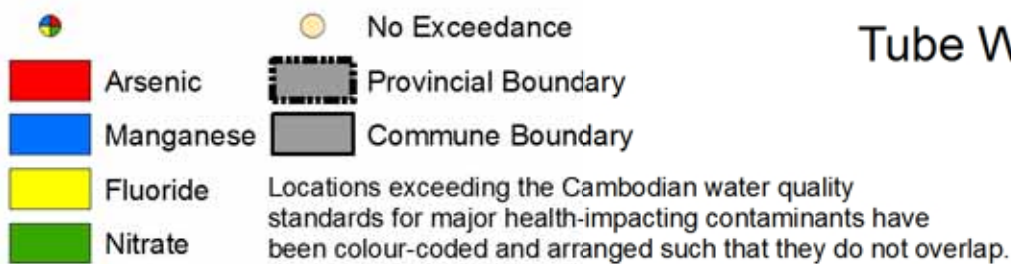 No Exceedance
Tube W
Arsenic
Provincial Boundary
Manganese
Commune Boundary
Fluoride
Nitrate
Locations exceeding the Cambodian water quality
standards for major health-impacting contaminants have
been colour-coded and arranged such that they do not overlap.